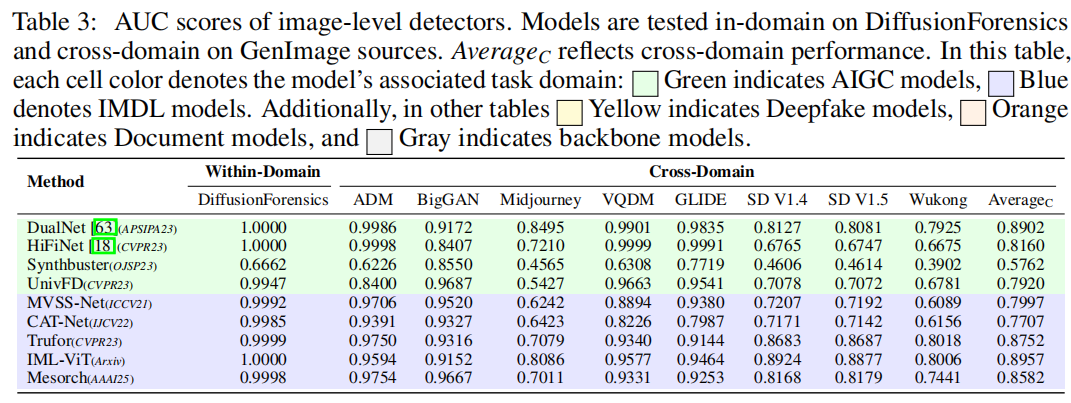 Table 3: AUC scores of image-level detectors. Models are tested in-domain on DiffusionForensics
and cross-domain on GenImage sources. AverageC reflects cross-domain performance. In this table,
each cell color denotes the model's associated task domain: Green indicates AIGC models, Blue
denotes IMDL models. Additionally, in other tables Yellow indicates Deepfake models, Orange
indicates Document models, and Gray indicates backbone models.
Method Within-Domain Cross-Domain
DiffusionForensics ADM BigGAN Midjourney VQDM GLIDE SD V1.4 SD V1.5 Wukong AverageC
DualNet [63](APSIPA23) 1.0000 0.9986 0.9172 0.8495 0.9901 0.9835 0.8127 0.8081 0.7925 0.8902
HiFiNet [18](CVPR23) 1.0000 0.9998 0.8407 0.7210 0.9999 0.9991 0.6765 0.6747 0.6675 0.8160
Synthbuster(OJSP23) 0.6662 0.6226 0.8550 0.4565 0.6308 0.7719 0.4606 0.4614 0.3902 0.5762
UnivFD(CVPR23) 0.9947 0.8400 0.9687 0.5427 0.9663 0.9541 0.7078 0.7072 0.6781 0.7920
MVSS-Net(ICCV21) 0.9992 0.9706 0.9520 0.6242 0.8894 0.9380 0.7207 0.7192 0.6089 0.7997
CAT-Net(IJCV22) 0.9985 0.9391 0.9327 0.6423 0.8226 0.7987 0.7171 0.7142 0.6156 0.7707
Trufor(CVPR23) 0.9999 0.9750 0.9316 0.7079 0.9340 0.9144 0.8683 0.8687 0.8018 0.8752
IML-ViT(Arxiv) 1.0000 0.9594 0.9152 0.8086 0.9577 0.9464 0.8924 0.8877 0.8006 0.8957
Mesorch(AAAI25) 0.9998 0.9754 0.9667 0.7011 0.9331 0.9253 0.8168 0.8179 0.7441 0.8582